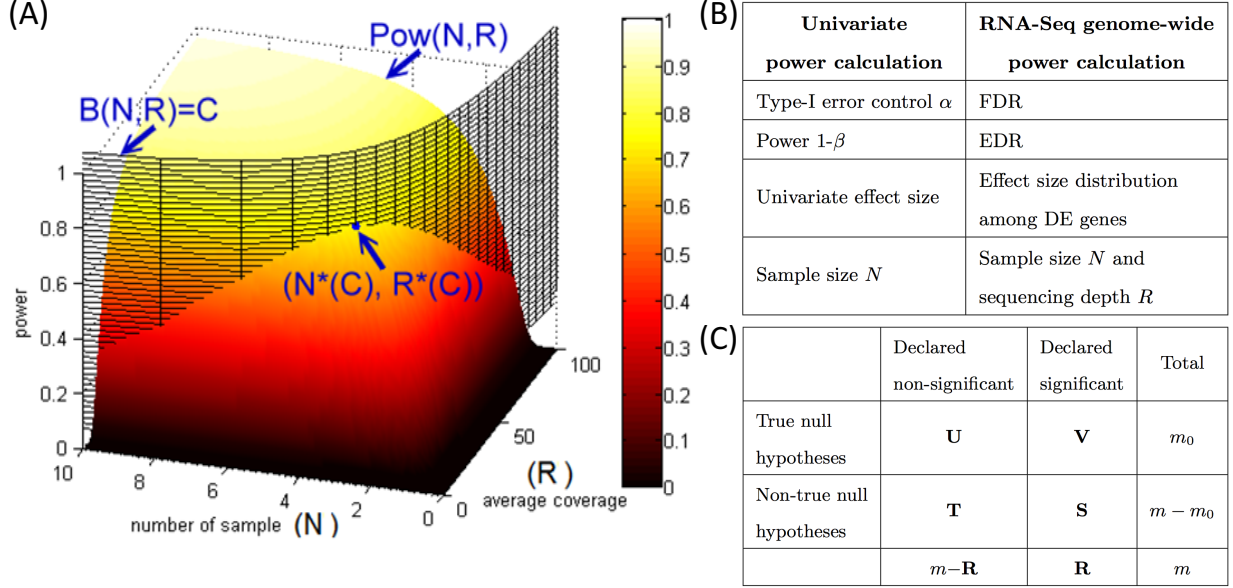 (A)
Pow(N,R)
B(N,R)=C
(N*(C), R*(C))
power
1
0.8
0.6
0.4
0.2
0
10
8
6
4
2
0
number of sample (N)
0
50
100
(R)
average coverage
1
0.9
0.8
0.7
0.6
0.5
0.4
0.3
0.2
0.1
0
(B)
Univariate power calculation | RNA-Seq genome-wide power calculation
Type-I error control α | FDR
Power 1-β | EDR
Univariate effect size | Effect size distribution among DE genes
Sample size N | Sample size N and sequencing depth R
(C)
Declared non-significant | Declared significant | Total
True null hypotheses | U | V | m₀
Non-true null hypotheses | T | S | m − m₀
m−R | R | m